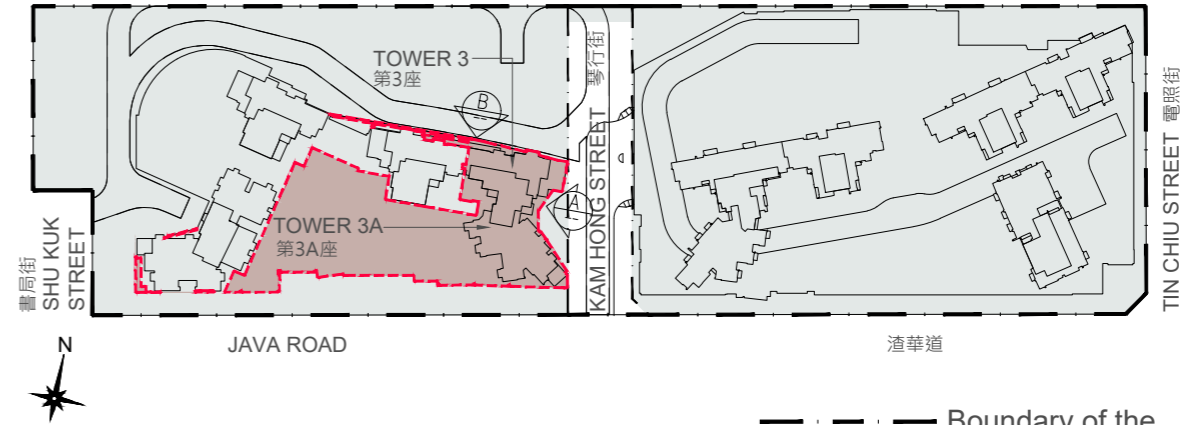 TOWER 3
第3座
琴行街
KAM HONG STREET
B
A
TOWER 3A
第3A座
書局街
SHU KUK
STREET
TIN CHIU STREET 電照街
JAVA ROAD
渣華道
N
Boundary of the